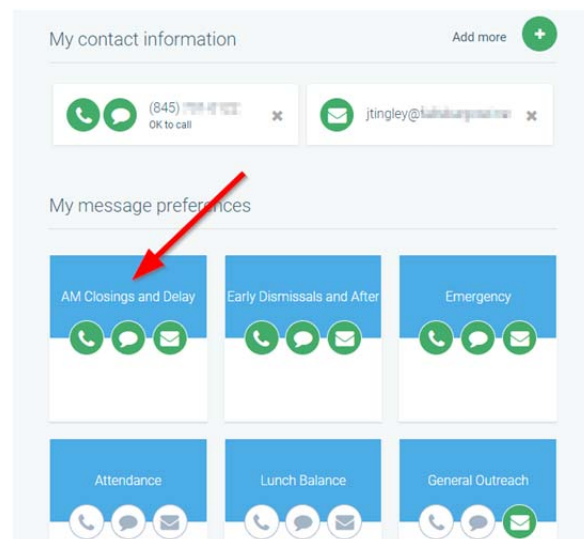 My contact information
Add more
(845)
OK to call
jtingley@
My message preferences
AM Closings and Delay
Early Dismissals and After
Emergency
Attendance
Lunch Balance
General Outreach